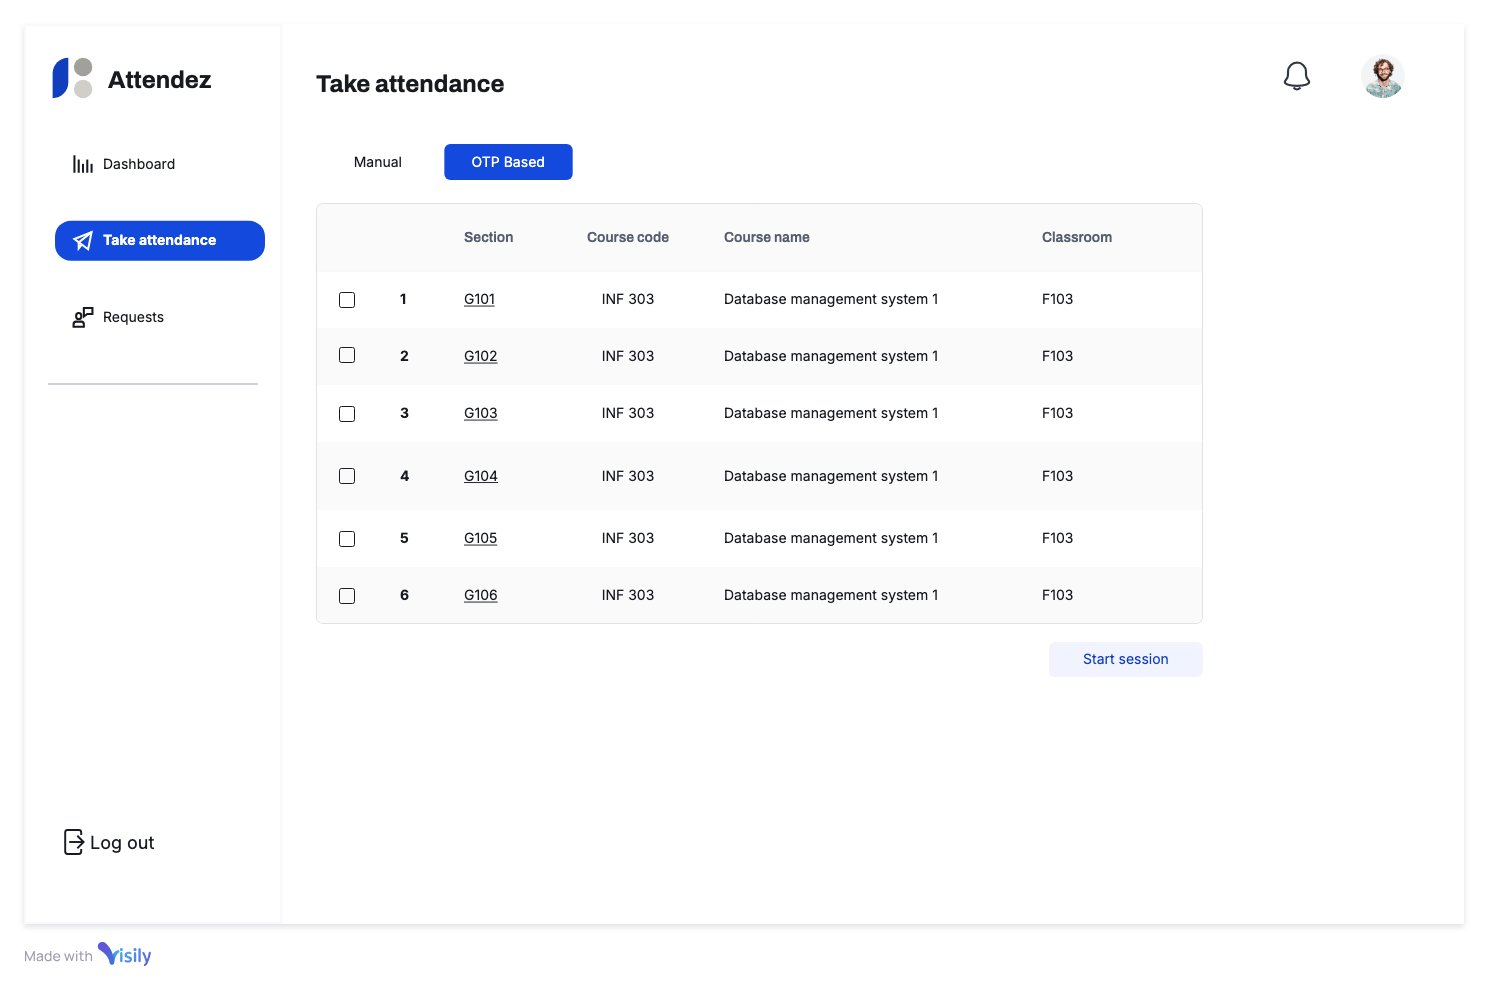 Attendez
Dashboard
Take attendance
Requests
Log out
Take attendance
Manual OTP Based
Section Course code Course name Classroom
1 G101 INF 303 Database management system 1 F103
2 G102 INF 303 Database management system 1 F103
3 G103 INF 303 Database management system 1 F103
4 G104 INF 303 Database management system 1 F103
5 G105 INF 303 Database management system 1 F103
6 G106 INF 303 Database management system 1 F103
Start session
Made with Visily